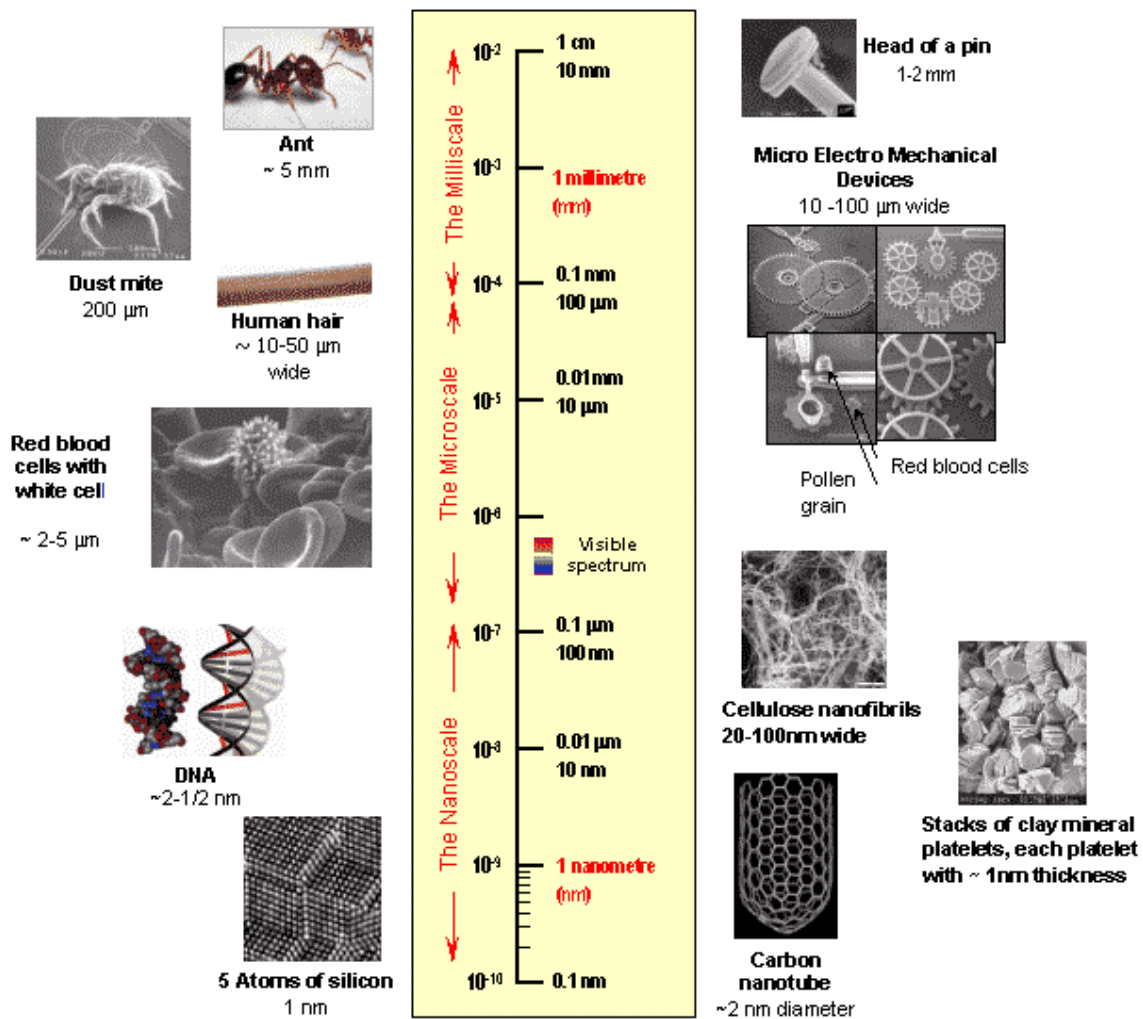 Ant
~ 5 mm
Dust mite
200 µm
Human hair
~ 10-50 µm
wide
Red blood
cells with
white cell
~ 2-5 µm
DNA
~2-1/2 nm
5 Atoms of silicon
1 nm
The Milliscale
The Microscale
The Nanoscale
10⁻²
1 cm
10 mm
10⁻³
1 millimetre
(mm)
10⁻⁴
0.1 mm
100 µm
10⁻⁵
0.01 mm
10 µm
10⁻⁶
Visible
spectrum
10⁻⁷
0.1 µm
100 nm
10⁻⁸
0.01 µm
10 nm
10⁻⁹
1 nanometre
(nm)
10⁻¹⁰
0.1 nm
Head of a pin
1-2 mm
Micro Electro Mechanical
Devices
10 -100 µm wide
Red blood cells
Pollen
grain
Cellulose nanofibrils
20-100nm wide
Stacks of clay mineral
platelets, each platelet
with ~ 1nm thickness
Carbon
nanotube
~2 nm diameter